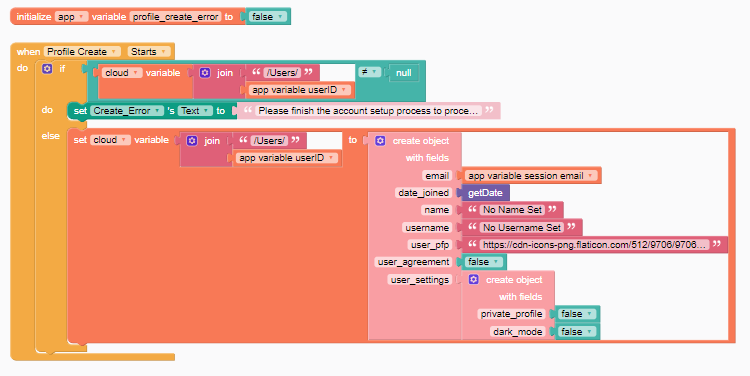 initialize app variable profile_create_error to false
when Profile Create Starts
do if cloud variable join “ /Users/ ” ≠ null
app variable userID
do set Create_Error 's Text to “ Please finish the account setup process to proce... ”
else set cloud variable join “ /Users/ ” to create object
app variable userID with fields
email app variable session email
date_joined getDate
name “ No Name Set ”
username “ No Username Set ”
user_pfp “ https://cdn-icons-png.flaticon.com/512/9706/9706... ”
user_agreement false
user_settings create object
with fields
private_profile false
dark_mode false